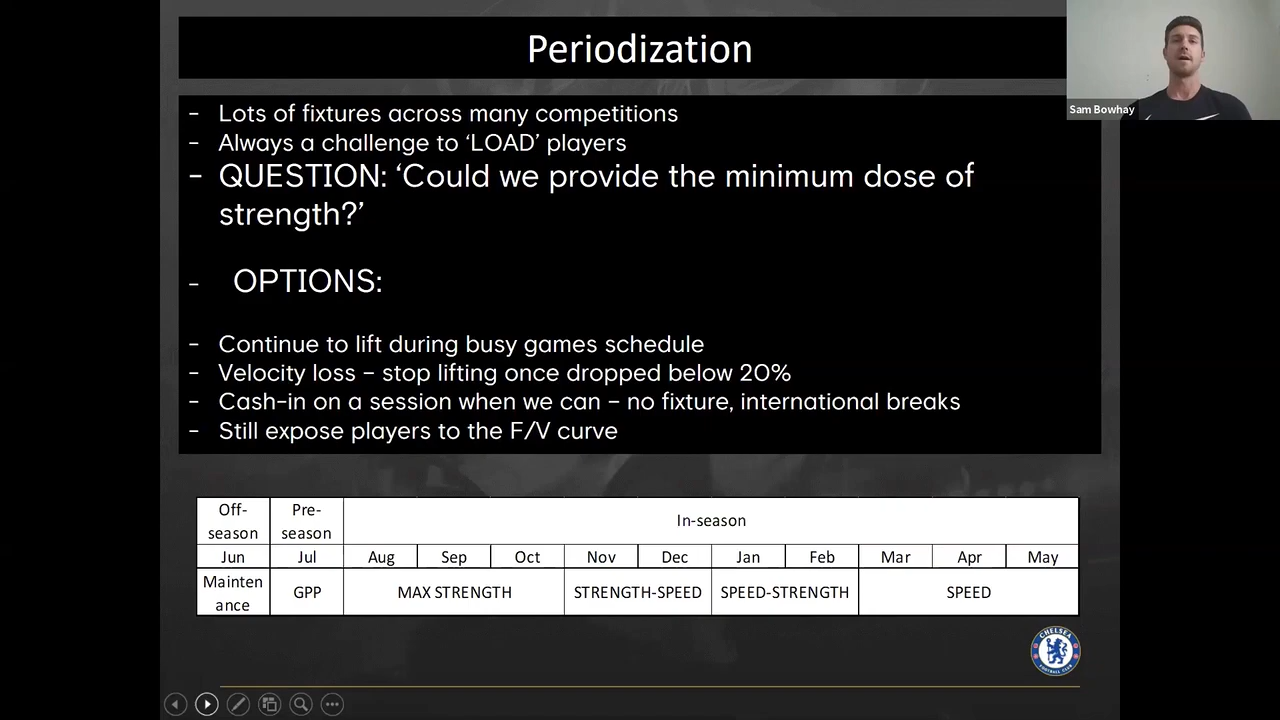 Periodization
Sam Bowhay
- Lots of fixtures across many competitions
- Always a challenge to ‘LOAD’ players
- QUESTION: ‘Could we provide the minimum dose of
strength?’
- OPTIONS:
- Continue to lift during busy games schedule
- Velocity loss – stop lifting once dropped below 20%
- Cash-in on a session when we can – no fixture, international breaks
- Still expose players to the F/V curve
Off-
season
Pre-
season
In-season
Jun Jul Aug Sep Oct Nov Dec Jan Feb Mar Apr May
Mainten
ance
GPP MAX STRENGTH STRENGTH-SPEED SPEED-STRENGTH SPEED
CHELSEA
FOOTBALL CLUB